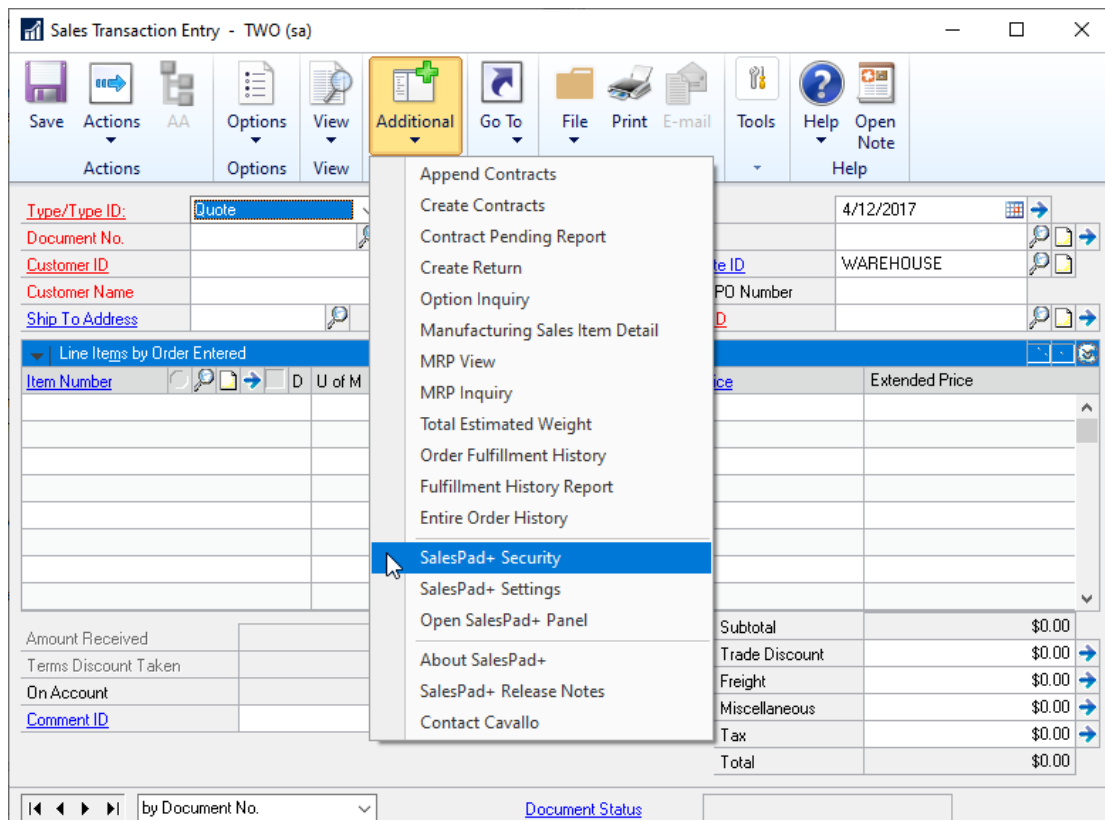 Sales Transaction Entry - TWO (sa)
Save Actions AA Options View Additional Go To File Print E-mail Tools Help Open Note
Actions Options View Help
Append Contracts
Create Contracts
Contract Pending Report
Create Return
Option Inquiry
Manufacturing Sales Item Detail
MRP View
MRP Inquiry
Total Estimated Weight
Order Fulfillment History
Fulfillment History Report
Entire Order History
SalesPad+ Security
SalesPad+ Settings
Open SalesPad+ Panel
About SalesPad+
SalesPad+ Release Notes
Contact Cavallo
Type/Type ID: Quote 4/12/2017
Document No.
Customer ID WAREHOUSE
Customer Name PO Number
Ship To Address
Line Items by Order Entered
Item Number D U of M Extended Price
Amount Received
Terms Discount Taken
On Account
Comment ID
Subtotal $0.00
Trade Discount $0.00
Freight $0.00
Miscellaneous $0.00
Tax $0.00
Total $0.00
by Document No. Document Status